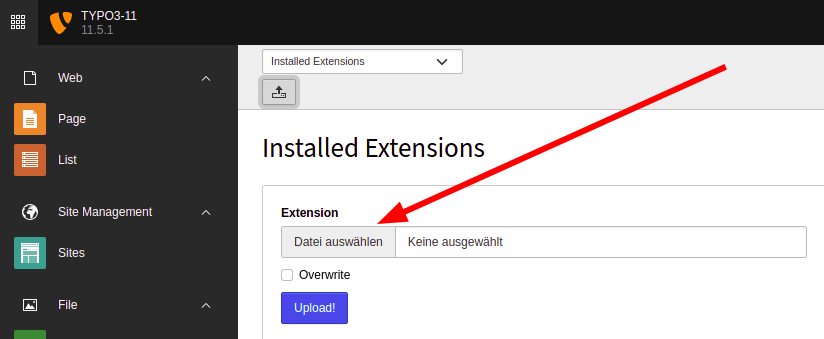 TYPO3-11
11.5.1
Web
Page
List
Site Management
Sites
File
Installed Extensions
Installed Extensions
Extension
Datei auswählen Keine ausgewählt
Overwrite
Upload!